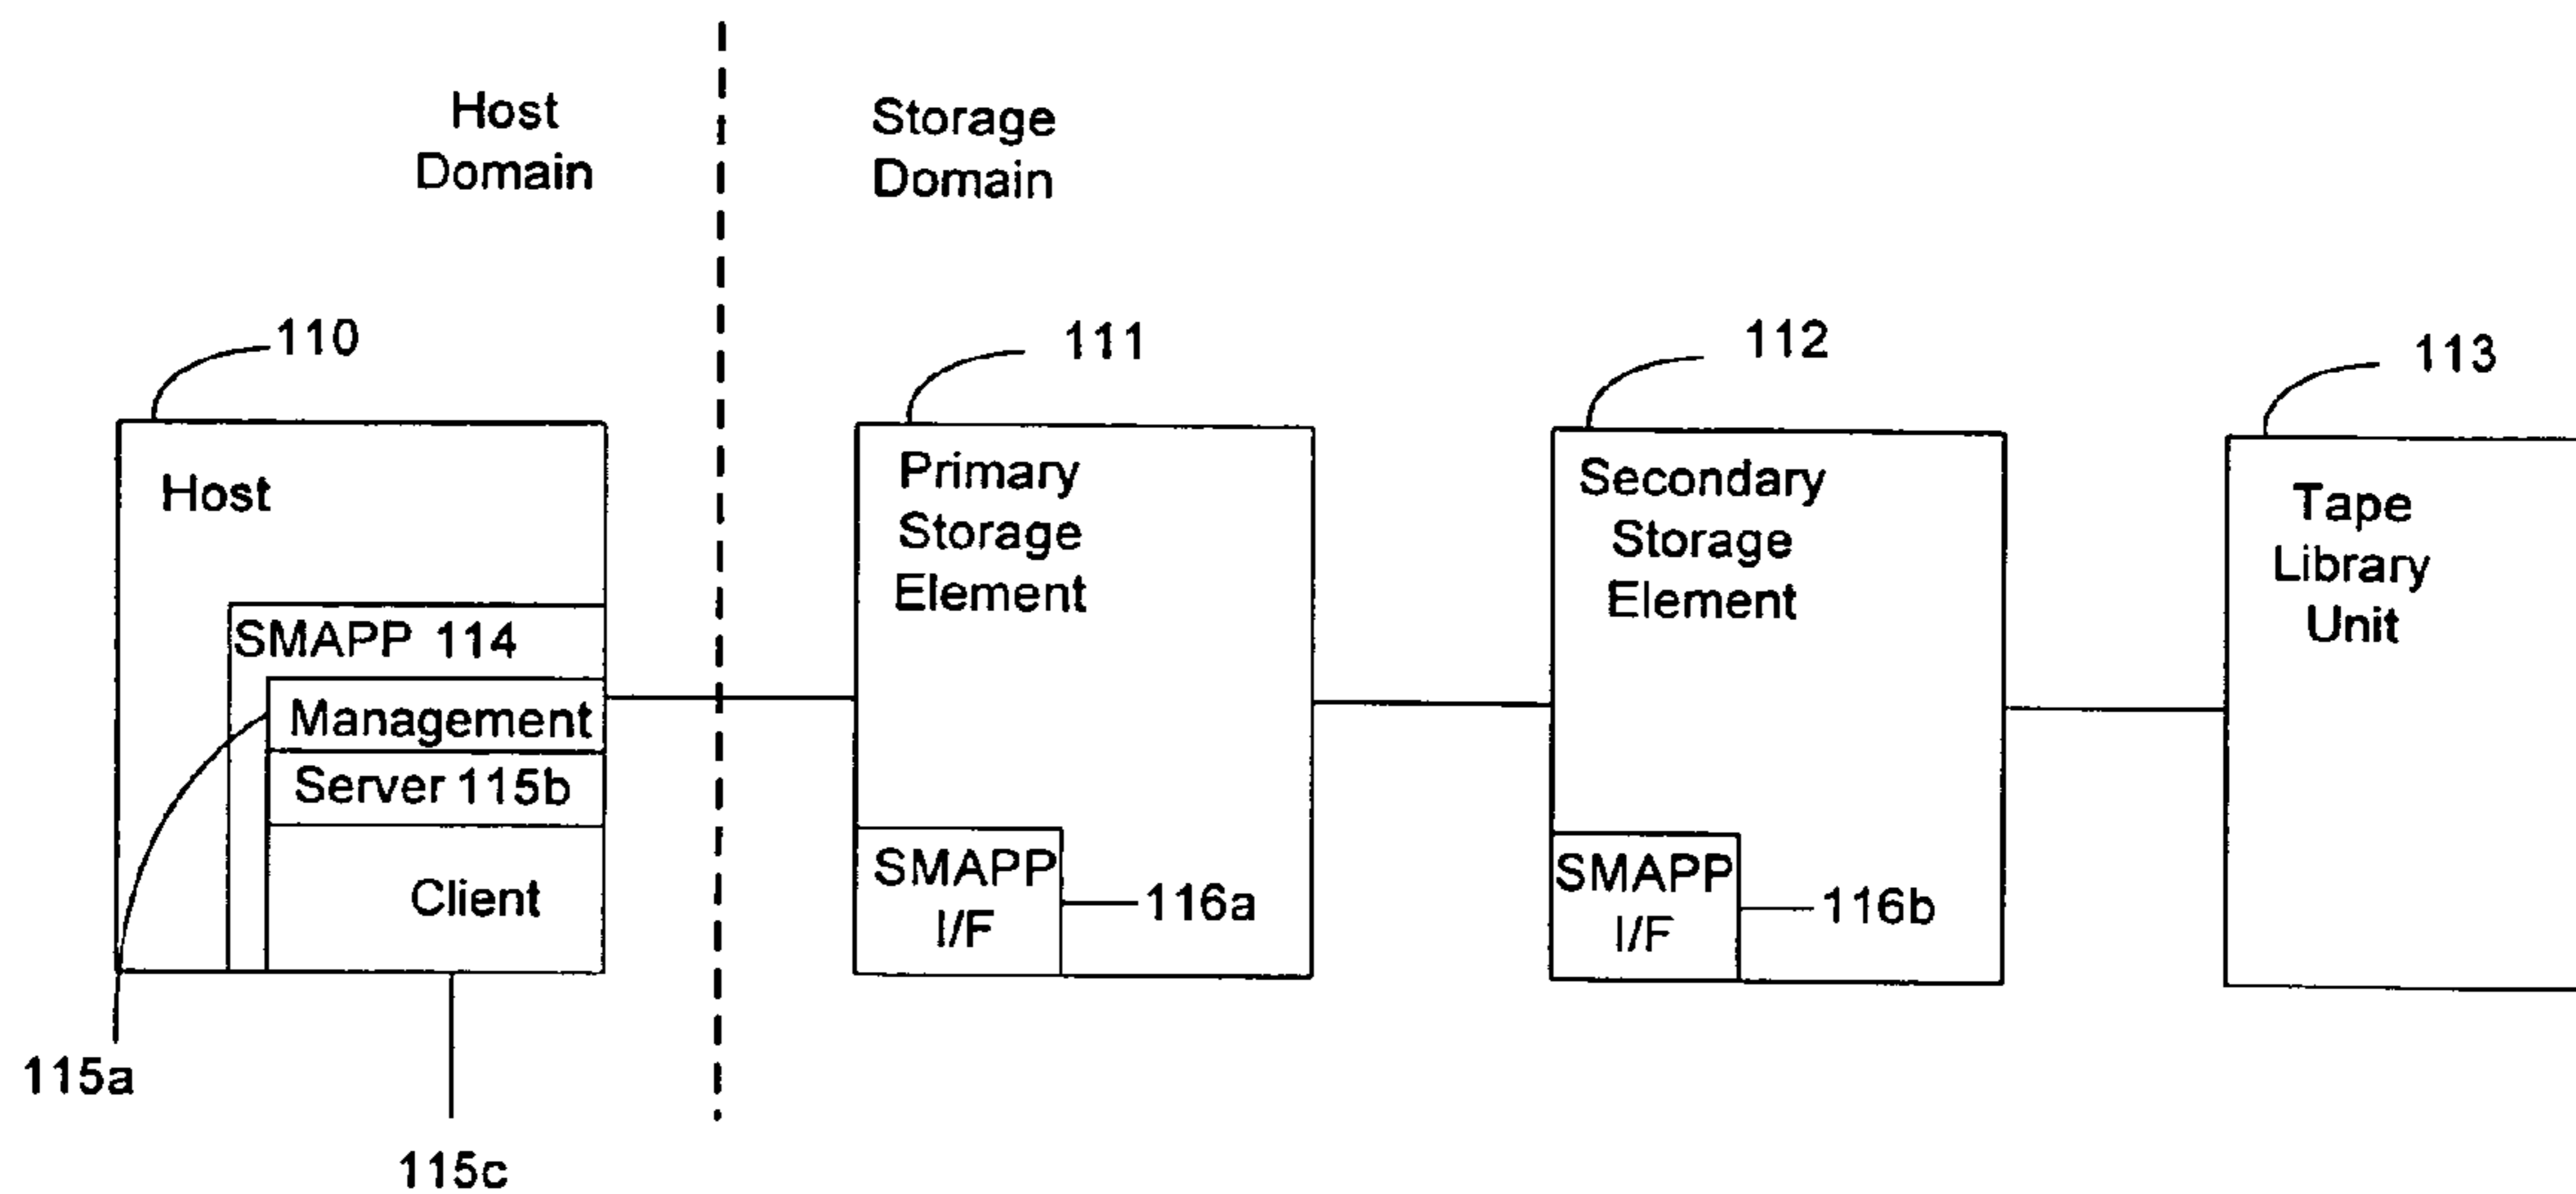 Host
Domain
Storage
Domain
110
111
112
113
Host
SMAPP 114
Management
Server 115b
Client
115a
115c
Primary
Storage
Element
SMAPP
I/F
116a
Secondary
Storage
Element
SMAPP
I/F
116b
Tape
Library
Unit